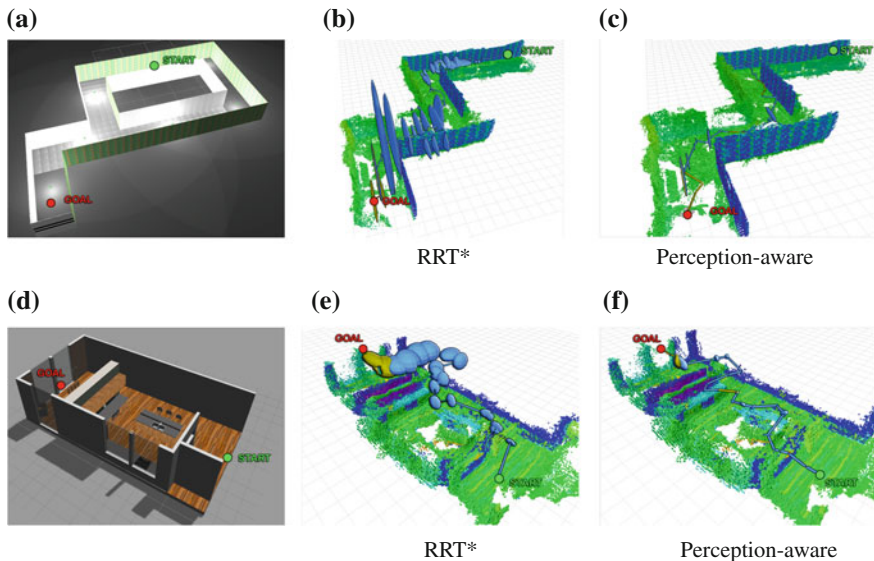 (a)
(b)
(c)
START
GOAL
START
GOAL
START
GOAL
RRT*
Perception-aware
(d)
(e)
(f)
GOAL
START
GOAL
START
GOAL
START
RRT*
Perception-aware